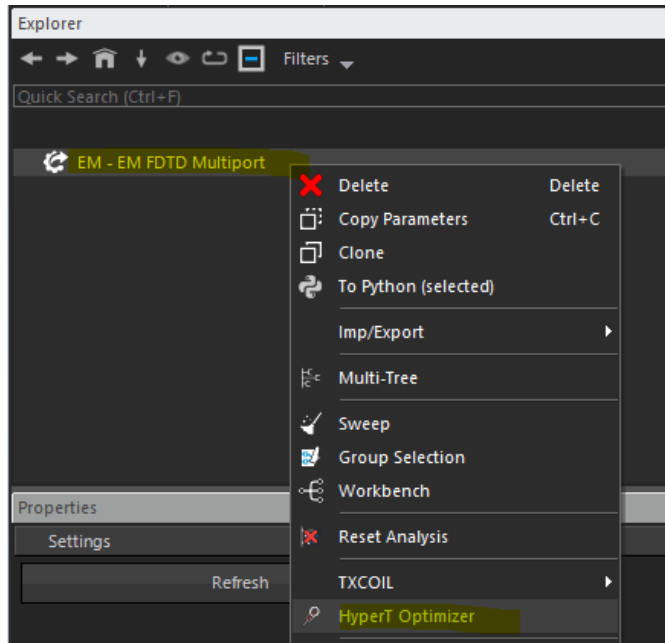 Explorer
Filters
Quick Search (Ctrl+F)
EM - EM FDTD Multiport
Delete Delete
Copy Parameters Ctrl+C
Clone
To Python (selected)
Imp/Export
Multi-Tree
Sweep
Group Selection
Workbench
Properties
Reset Analysis
Settings
Refresh
TXCOIL
HyperT Optimizer